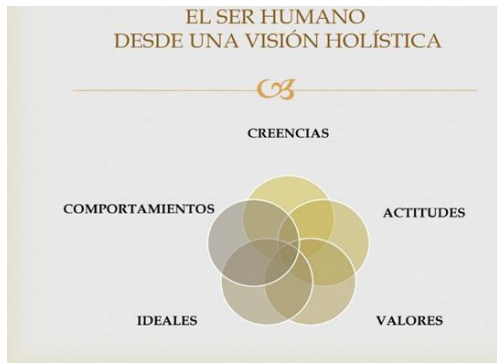 EL SER HUMANO
DESDE UNA VISIÓN HOLÍSTICA
CREENCIAS
COMPORTAMIENTOS
ACTITUDES
IDEALES
VALORES